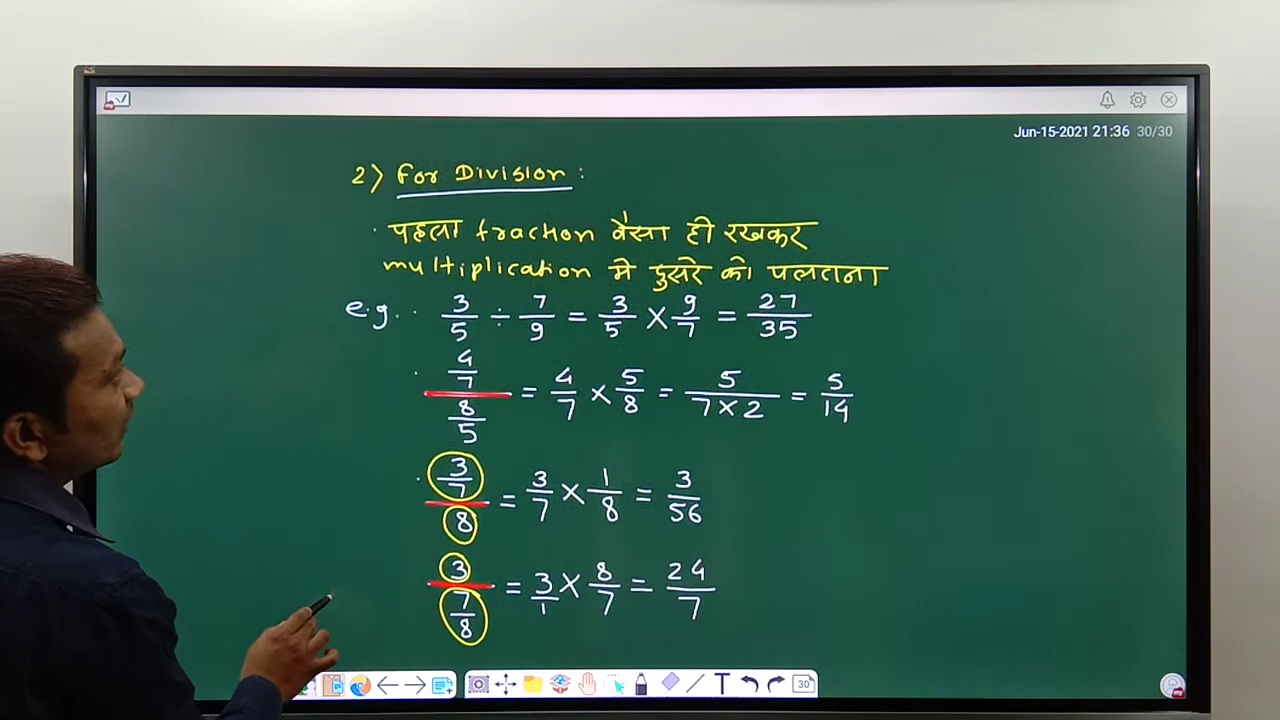 Jun-15-2021 21:36 30/30
2) For Division :
· पहला fraction वैसा ही रखकर
multiplication मे दुसरे को पलटाना
e.g. · 3/5 ÷ 7/9 = 3/5 × 9/7 = 27/35
· 4/7 / 8/5 = 4/7 × 5/8 = 5/(7×2) = 5/14
· 3/7 / 8 = 3/7 × 1/8 = 3/56
3 / 7/8 = 3/1 × 8/7 = 24/7
30